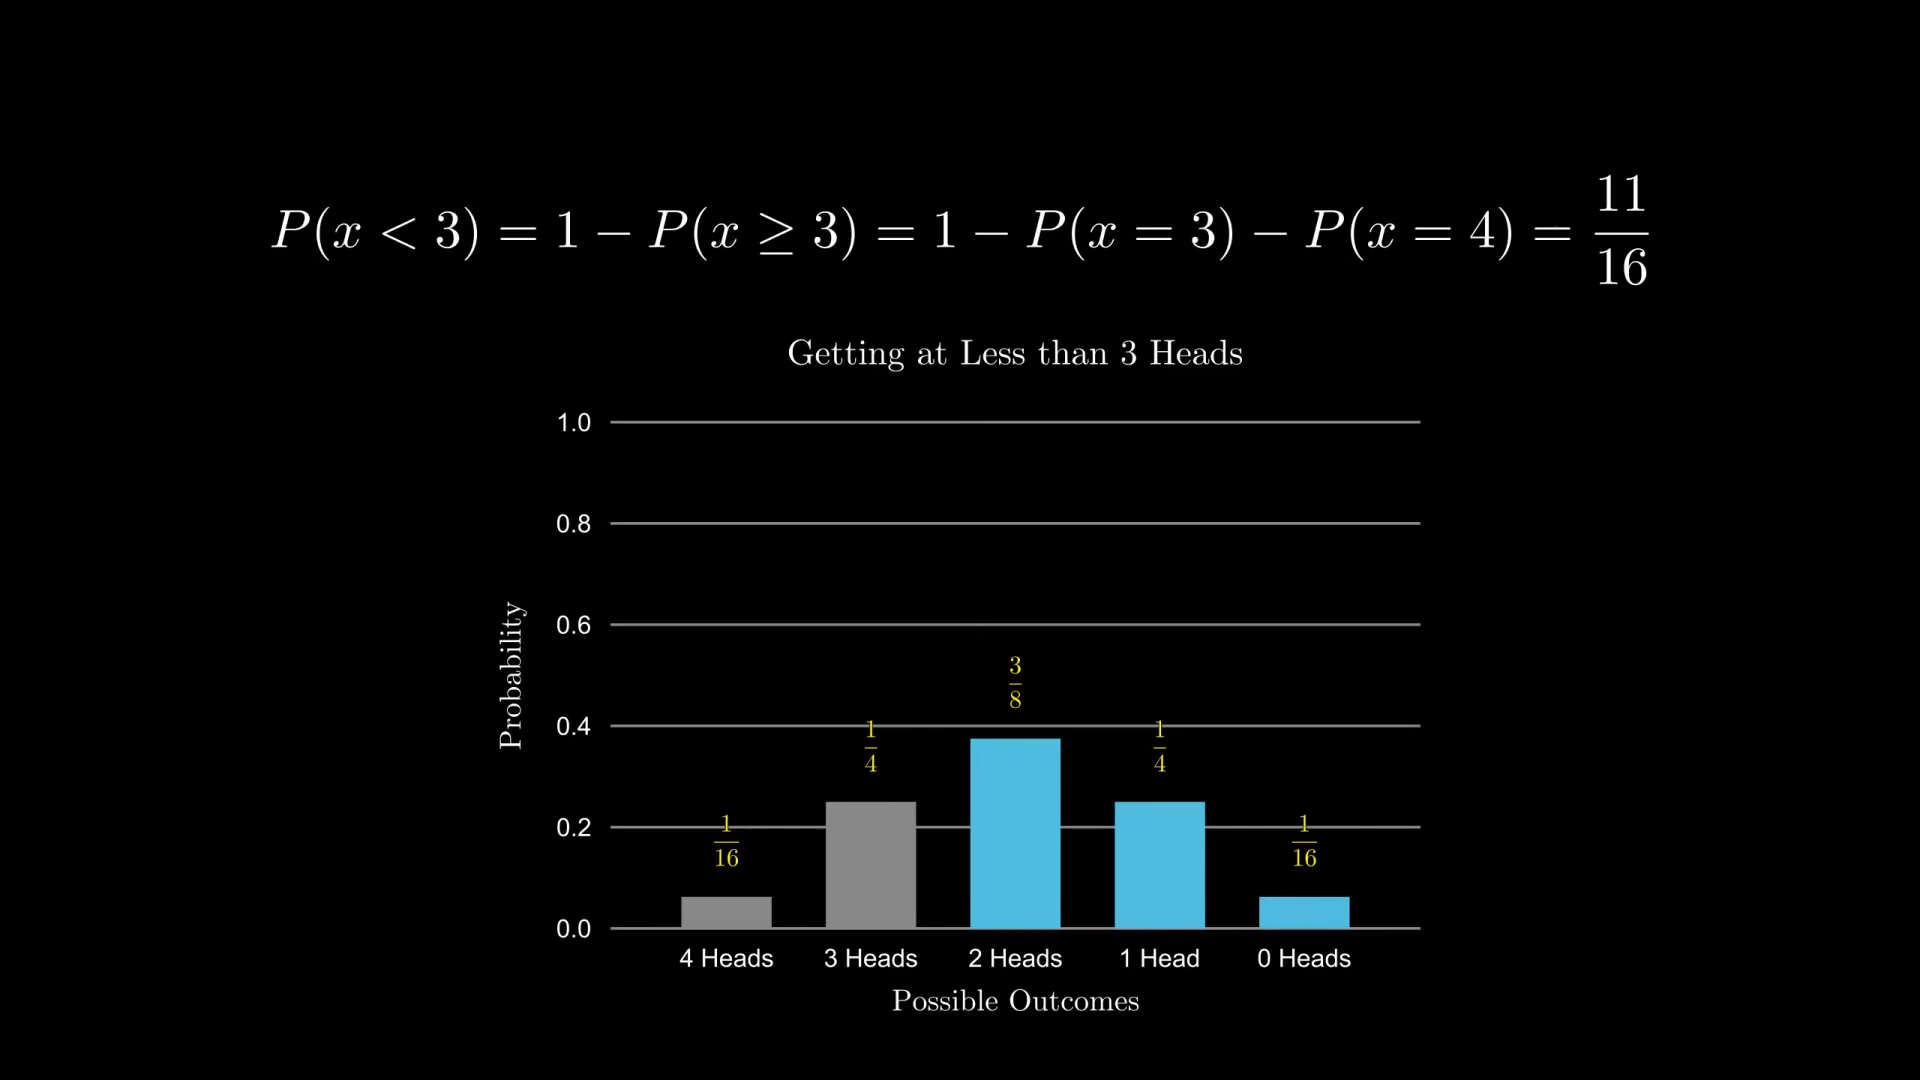 P(x < 3) = 1 − P(x ≥ 3) = 1 − P(x = 3) − P(x = 4) = 11/16
Getting at Less than 3 Heads
1.0
0.8
0.6
0.4
0.2
0.0
Probability
1/16
1/4
3/8
1/4
1/16
4 Heads 3 Heads 2 Heads 1 Head 0 Heads
Possible Outcomes